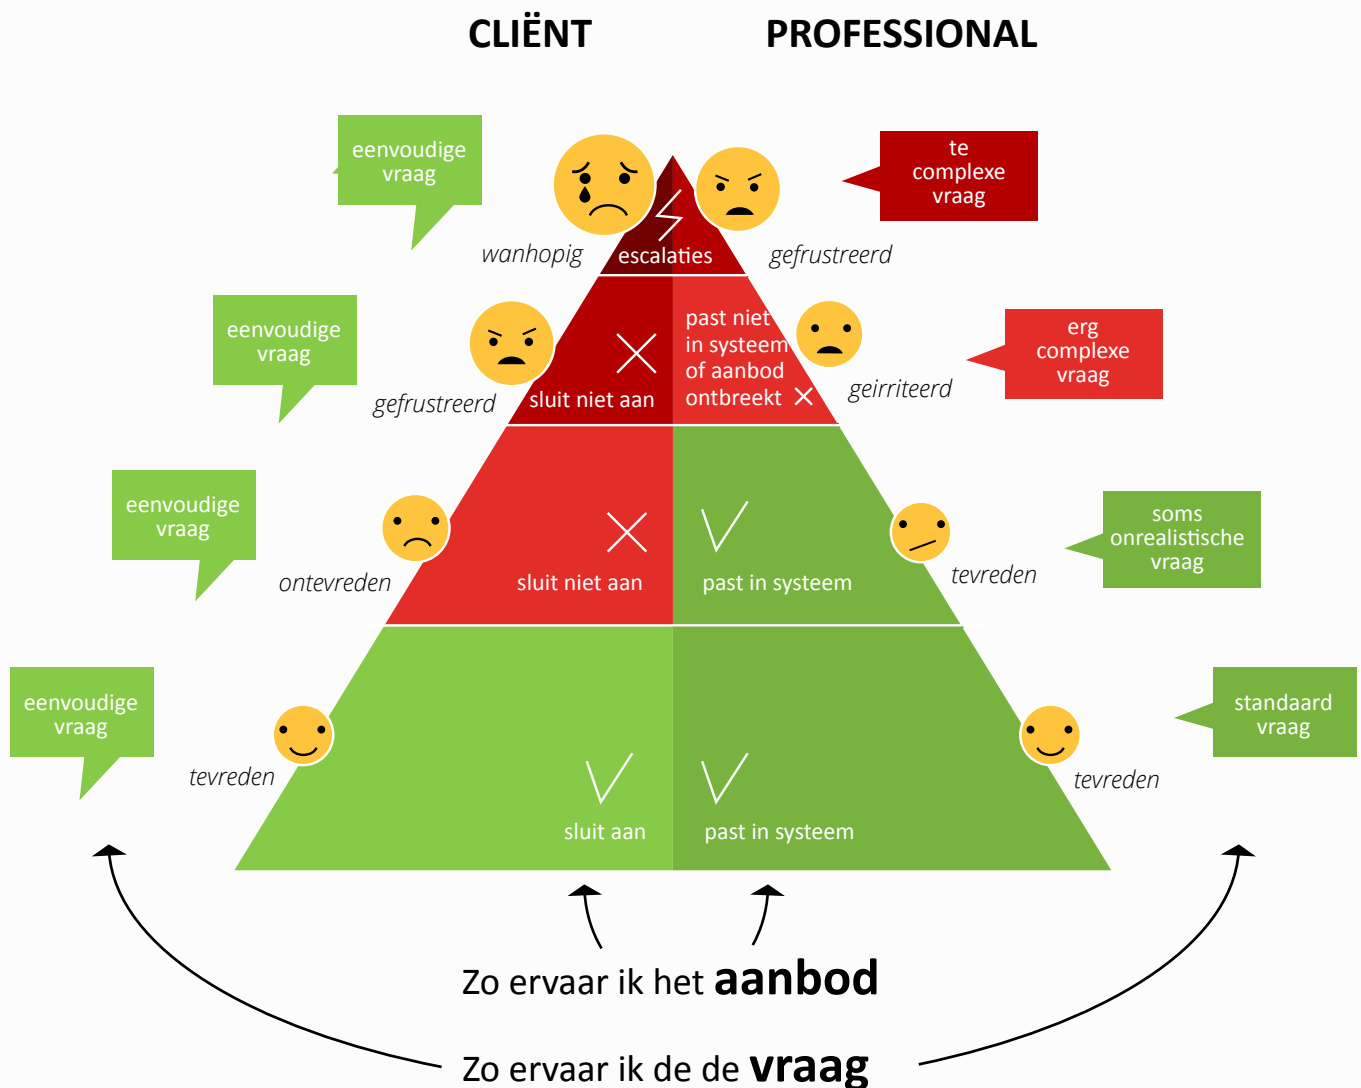 CLIËNT
PROFESSIONAL
eenvoudige
vraag
te
complexe
vraag
wanhopig
escalaties
gefrustreerd
eenvoudige
vraag
past niet
in systeem
of aanbod
ontbreekt
erg
complexe
vraag
gefrustreerd
sluit niet aan
geirriteerd
eenvoudige
vraag
soms
onrealistische
vraag
ontevreden
sluit niet aan
past in systeem
tevreden
eenvoudige
vraag
standaard
vraag
tevreden
sluit aan
past in systeem
tevreden
Zo ervaar ik het aanbod
Zo ervaar ik de de vraag